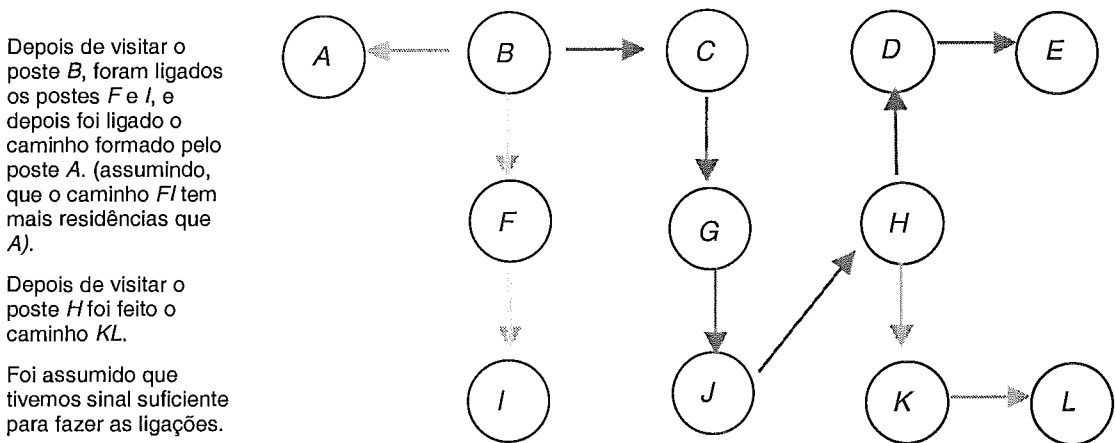 Depois de visitar o
poste B, foram ligados
os postes F e I, e
depois foi ligado o
caminho formado pelo
poste A. (assumindo,
que o caminho FI tem
mais residências que
A).
Depois de visitar o
poste H foi feito o
caminho KL.
Foi assumido que
tivemos sinal suficiente
para fazer as ligações.
A B C D E
F G H
I J K L